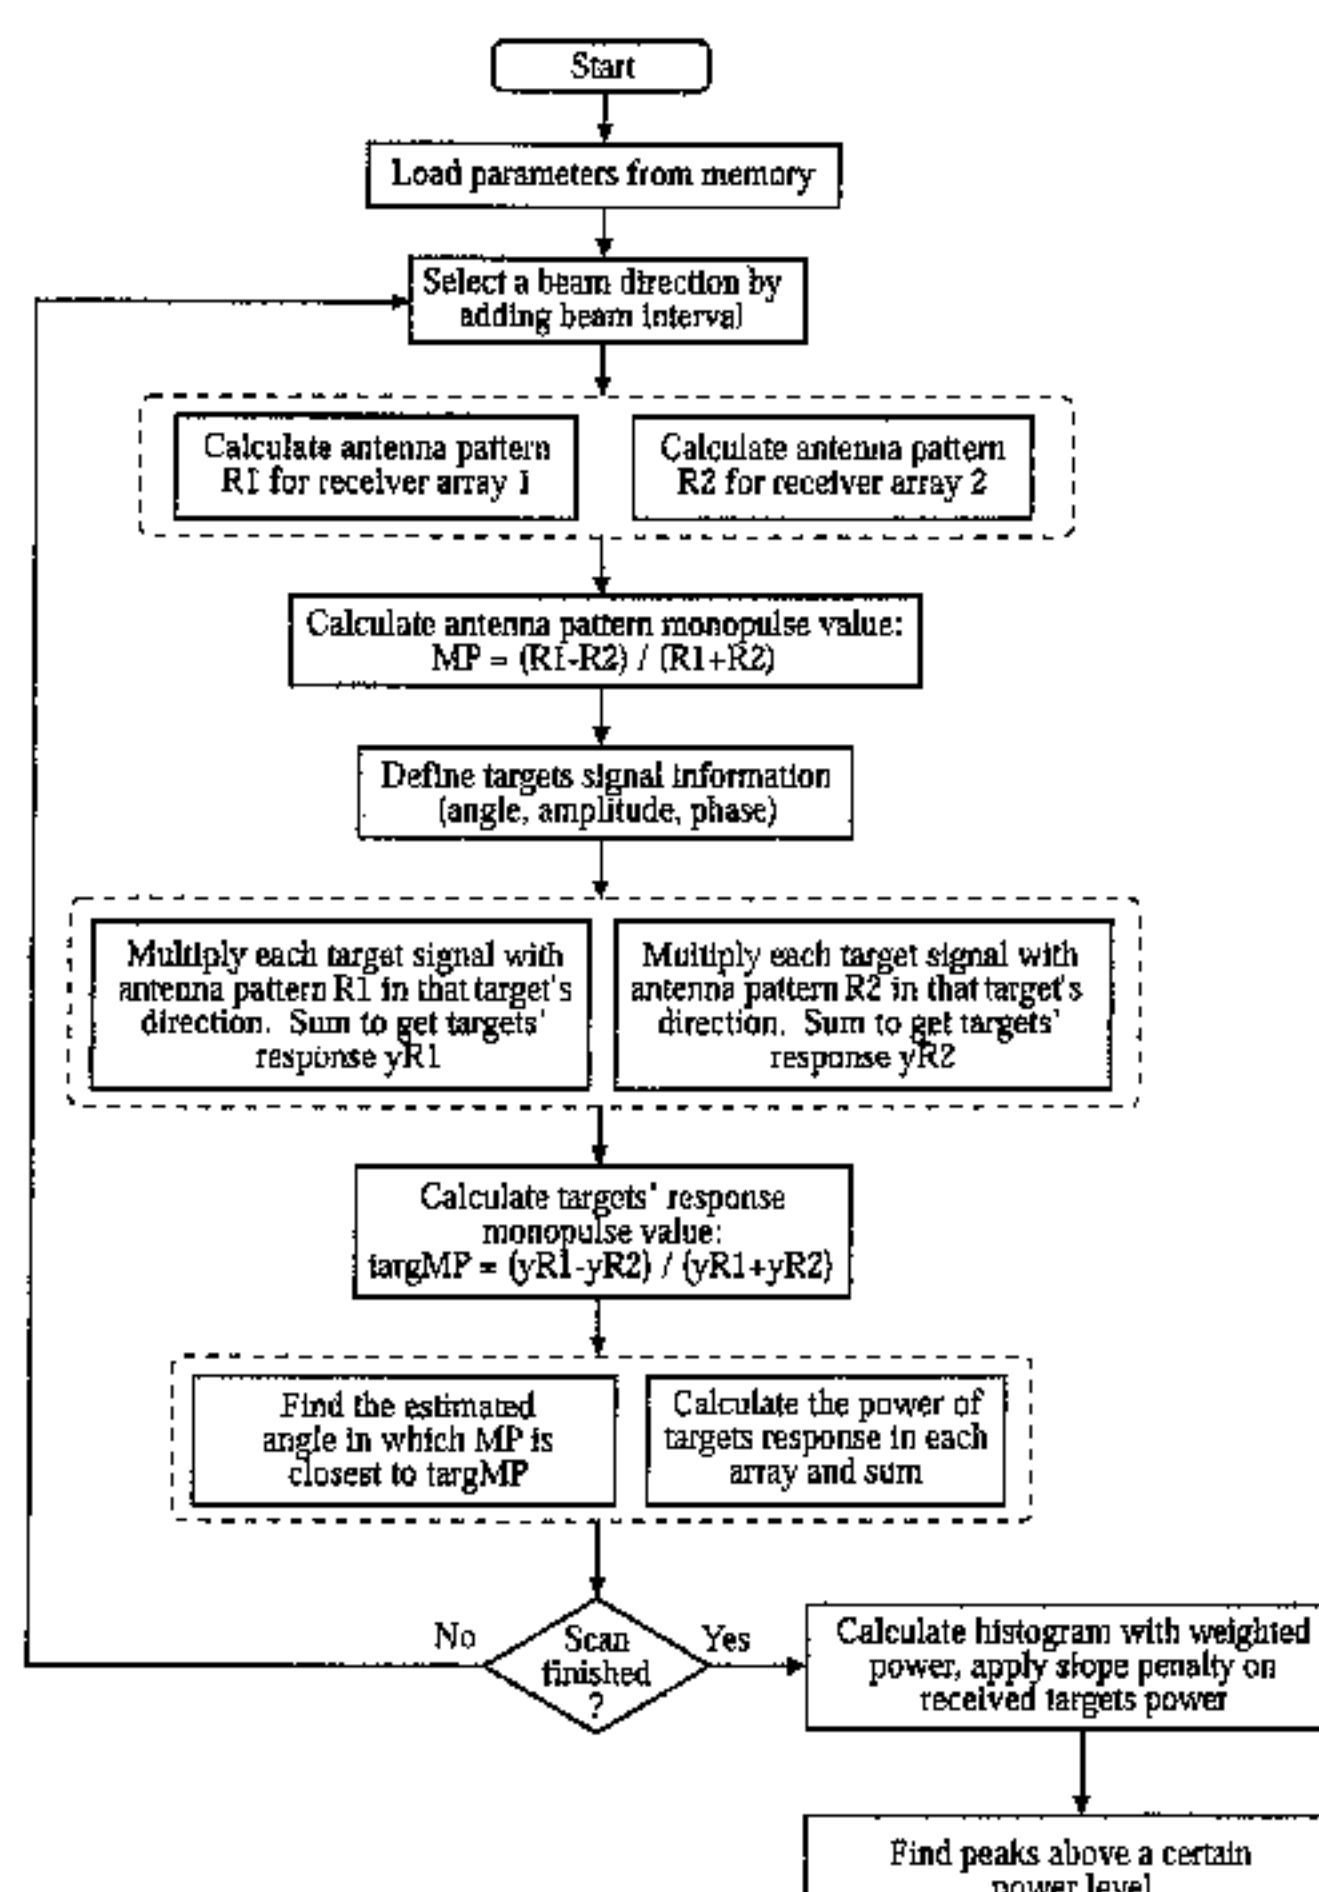 Start
Load parameters from memory
Select a beam direction by
adding beam interval
Calculate antenna pattern
R1 for receiver array 1
Calculate antenna pattern
R2 for receiver array 2
Calculate antenna pattern monopulse value:
MP = (R1-R2) / (R1+R2)
Define targets signal information
(angle, amplitude, phase)
Multiply each target signal with
antenna pattern R1 in that target's
direction. Sum to get targets'
response yR1
Multiply each target signal with
antenna pattern R2 in that target's
direction. Sum to get targets'
response yR2
Calculate targets' response
monopulse value:
targMP = (yR1-yR2) / (yR1+yR2)
Find the estimated
angle in which MP is
closest to targMP
Calculate the power of
targets response in each
array and sum
No
Scan
finished
?
Yes
Calculate histogram with weighted
power, apply slope penalty on
received targets power
Find peaks above a certain
power level